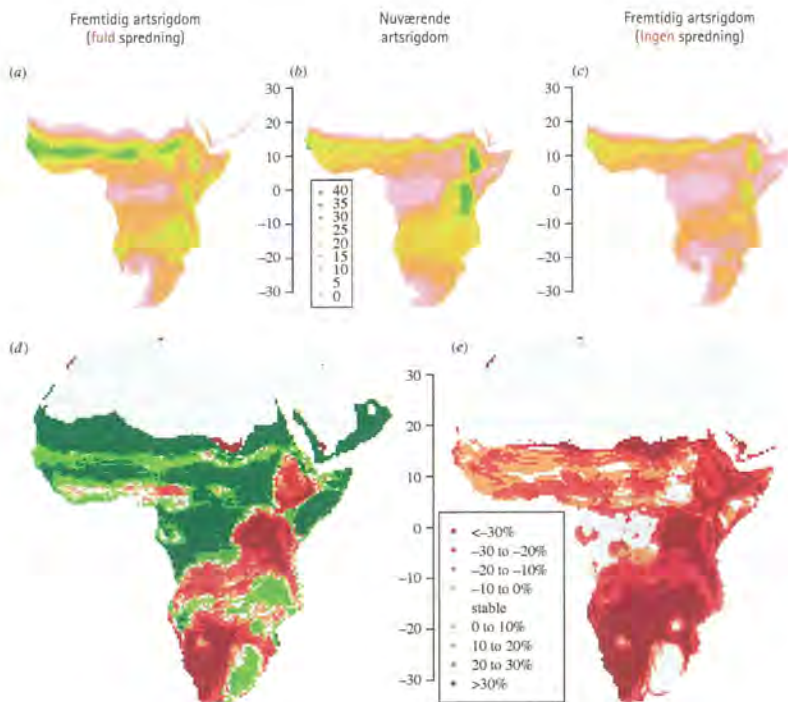 Fremtidig artsrigdom
(fuld spredning)
Nuværende
artsrigdom
Fremtidig artsrigdom
(Ingen spredning)
(a)
(b)
(c)
30
20
10
0
–10
–20
–30
40
35
30
25
20
15
10
5
0
30
20
10
0
–10
–20
–30
(d)
(e)
30
20
10
0
–10
–20
–30
<–30%
–30 to –20%
–20 to –10%
–10 to 0%
stable
0 to 10%
10 to 20%
20 to 30%
>30%